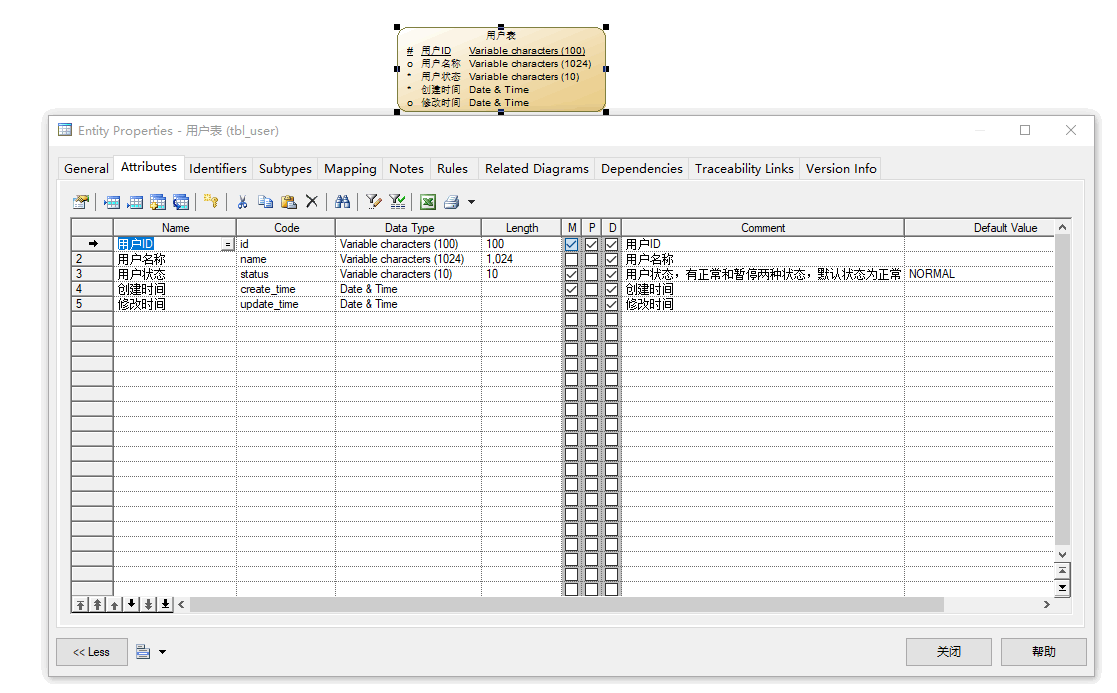 用户表
# 用户ID Variable characters (100)
o 用户名称 Variable characters (1024)
* 用户状态 Variable characters (10)
* 创建时间 Date & Time
o 修改时间 Date & Time
Entity Properties - 用户表 (tbl_user)
General Attributes Identifiers Subtypes Mapping Notes Rules Related Diagrams Dependencies Traceability Links Version Info
Name Code Data Type Length M P D Comment Default Value
用户ID = id Variable characters (100) 100 用户ID
2 用户名称 name Variable characters (1024) 1,024 用户名称
3 用户状态 status Variable characters (10) 10 用户状态，有正常和暂停两种状态，默认状态为正常 NORMAL
4 创建时间 create_time Date & Time 创建时间
5 修改时间 update_time Date & Time 修改时间
<< Less 关闭 帮助